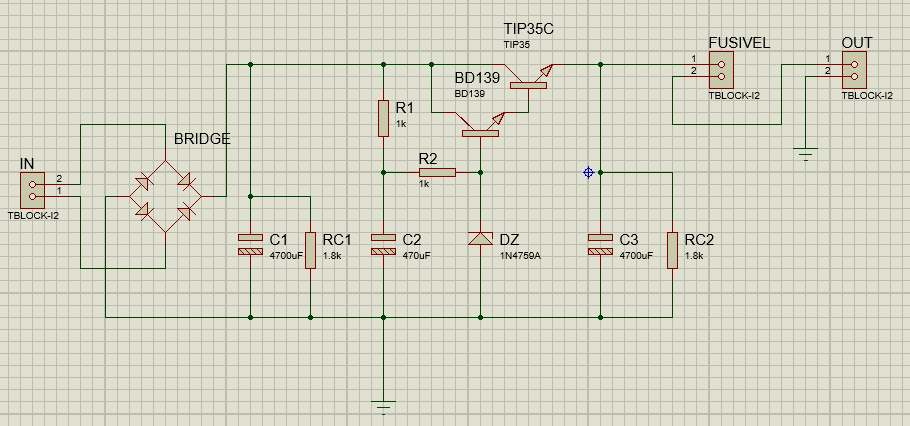 TIP35C
TIP35
FUSIVEL
1
2
TBLOCK-I2
OUT
1
2
TBLOCK-I2
BD139
BD139
R1
1k
BRIDGE
R2
1k
IN
2
1
TBLOCK-I2
C1
4700uF
RC1
1.8k
C2
470uF
DZ
1N4759A
C3
4700uF
RC2
1.8k